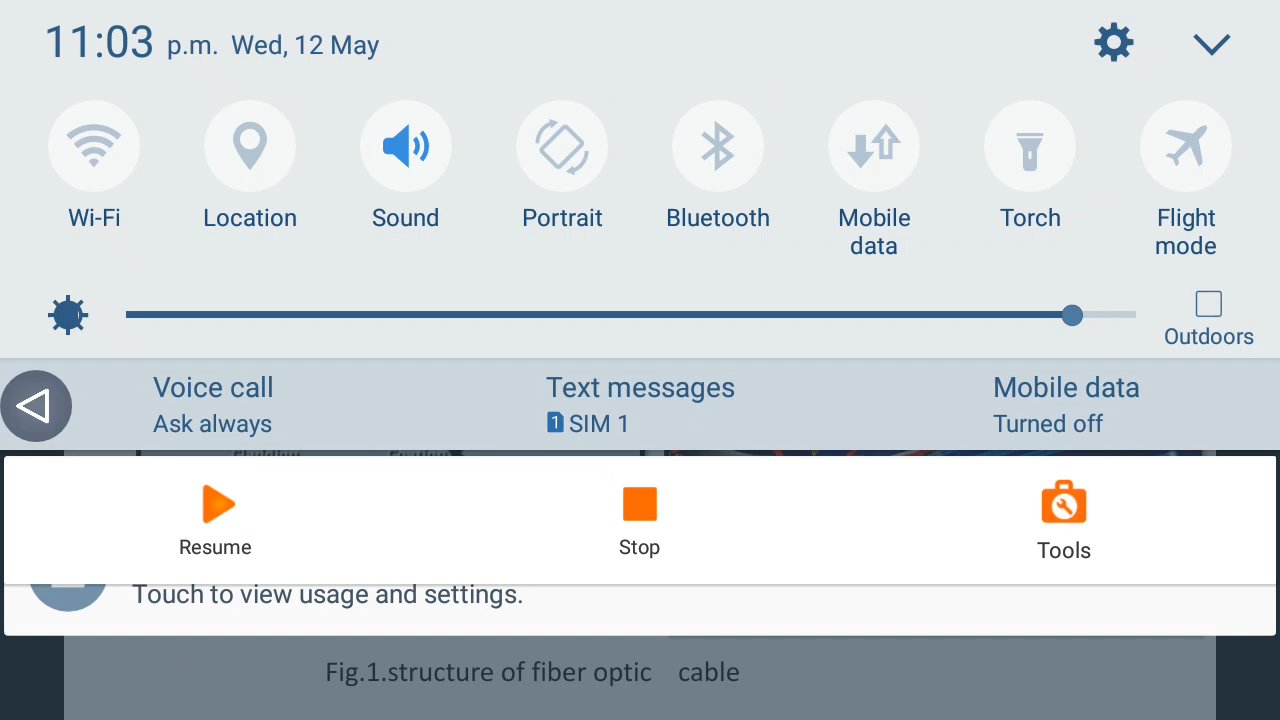 11:03 p.m. Wed, 12 May
Wi-Fi
Location
Sound
Portrait
Bluetooth
Mobile
data
Torch
Flight
mode
Outdoors
Voice call
Ask always
Text messages
1 SIM 1
Mobile data
Turned off
Resume
Stop
Tools
Touch to view usage and settings.
Fig.1.structure of fiber optic cable